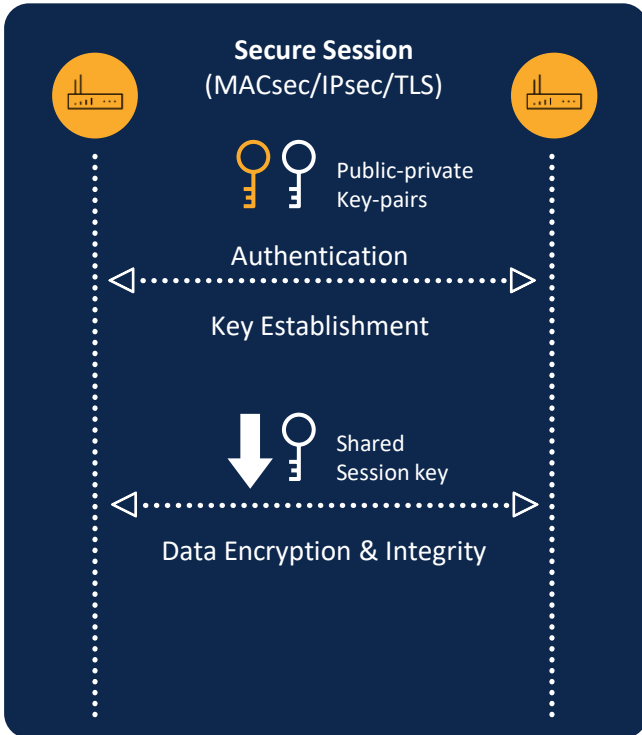 Secure Session
(MACsec/IPsec/TLS)
Public-private
Key-pairs
Authentication
Key Establishment
Shared
Session key
Data Encryption & Integrity